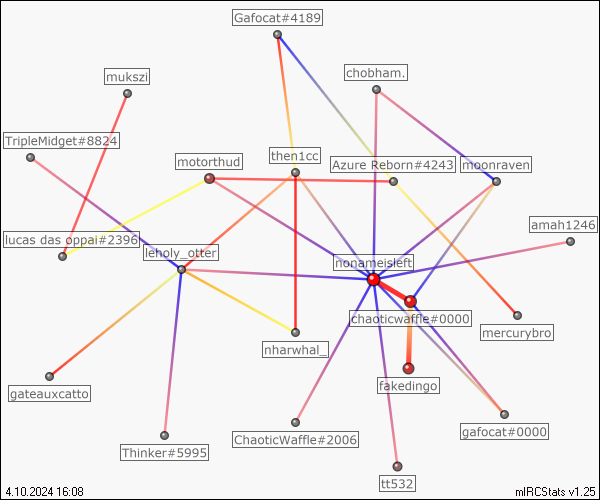 Gafocat#4189
chobham.
mukszi
TripleMidget#8824
motorthud
then1cc
Azure Reborn#4243
moonraven
amah1246
lucas das oppai#2396
leholy_otter
nonameisleft
chaoticwaffle#0000
mercurybro
nharwhal_
fakedingo
gateauxcatto
gafocat#0000
ChaoticWaffle#2006
Thinker#5995
tt532
4.10.2024 16:08
mIRCStats v1.25